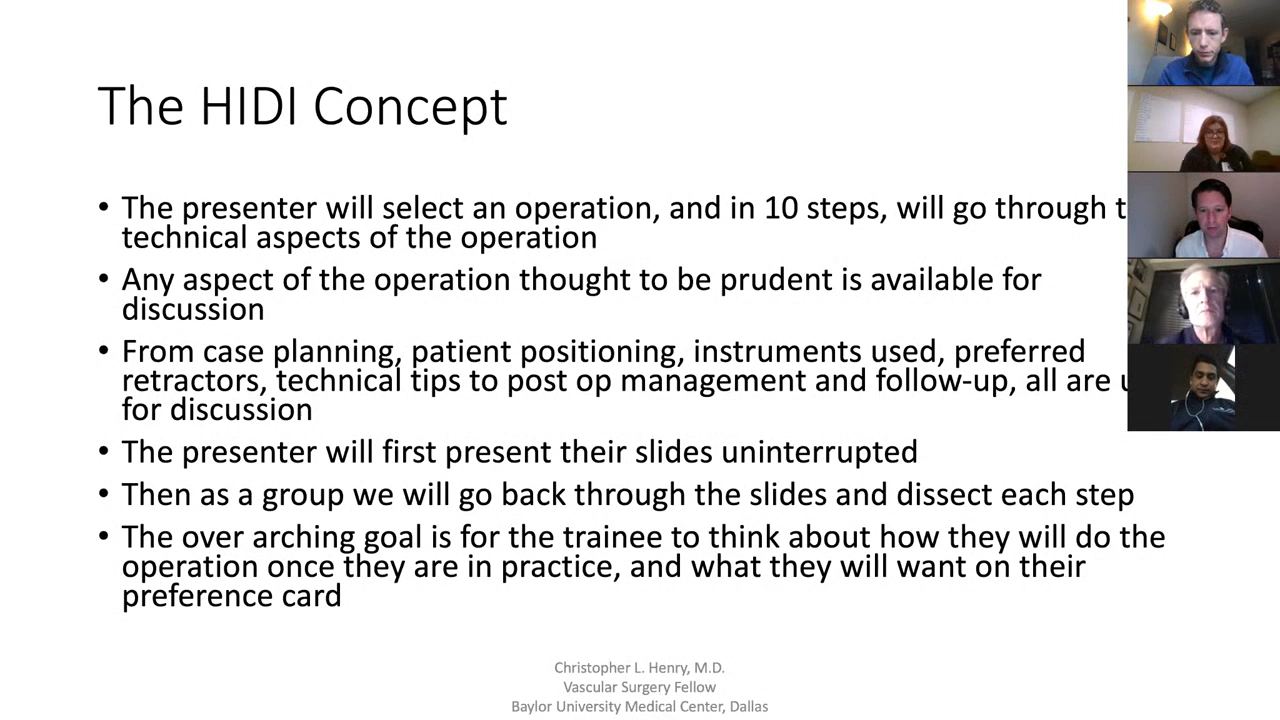 The HIDI Concept
• The presenter will select an operation, and in 10 steps, will go through
technical aspects of the operation
• Any aspect of the operation thought to be prudent is available for
discussion
• From case planning, patient positioning, instruments used, preferred
retractors, technical tips to post op management and follow-up, all are
for discussion
• The presenter will first present their slides uninterrupted
• Then as a group we will go back through the slides and dissect each step
• The over arching goal is for the trainee to think about how they will do the
operation once they are in practice, and what they will want on their
preference card
Christopher L. Henry, M.D.
Vascular Surgery Fellow
Baylor University Medical Center, Dallas